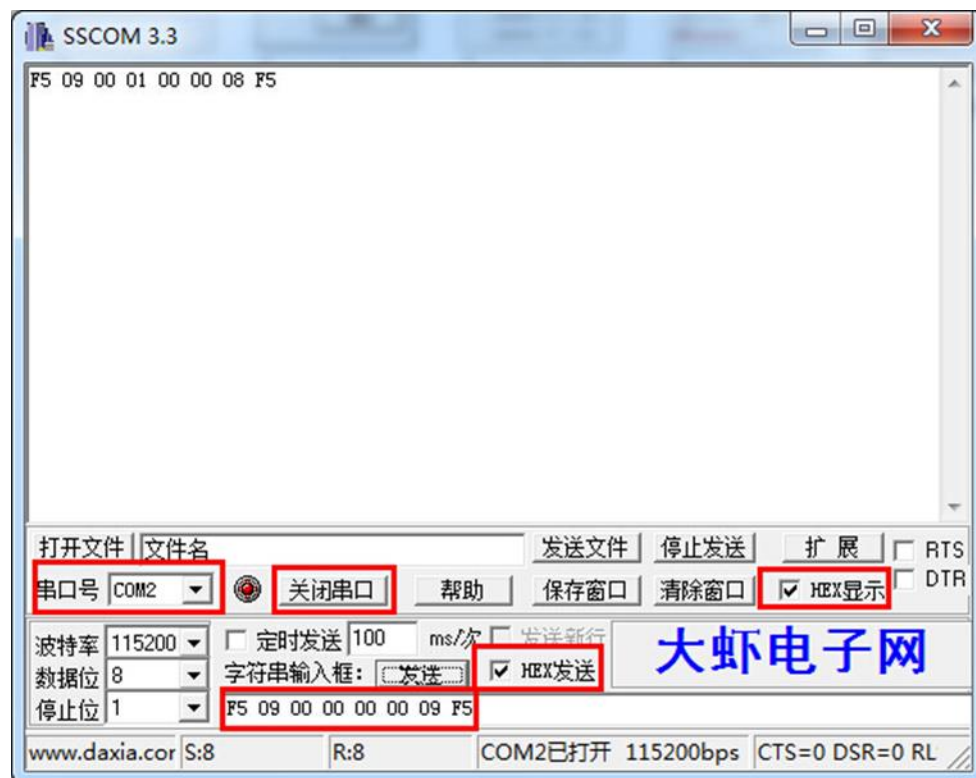 SSCOM 3.3
F5 09 00 01 00 00 08 F5
打开文件 文件名 发送文件 停止发送 扩展 RTS
串口号 COM2 关闭串口 帮助 保存窗口 清除窗口 HEX显示 DTR
波特率 115200 定时发送 100 ms/次 发送新行 大虾电子网
数据位 8 字符串输入框: 发送 HEX发送
停止位 1 F5 09 00 00 00 00 09 F5
www.daxia.cor S:8 R:8 COM2已打开 115200bps CTS=0 DSR=0 RL